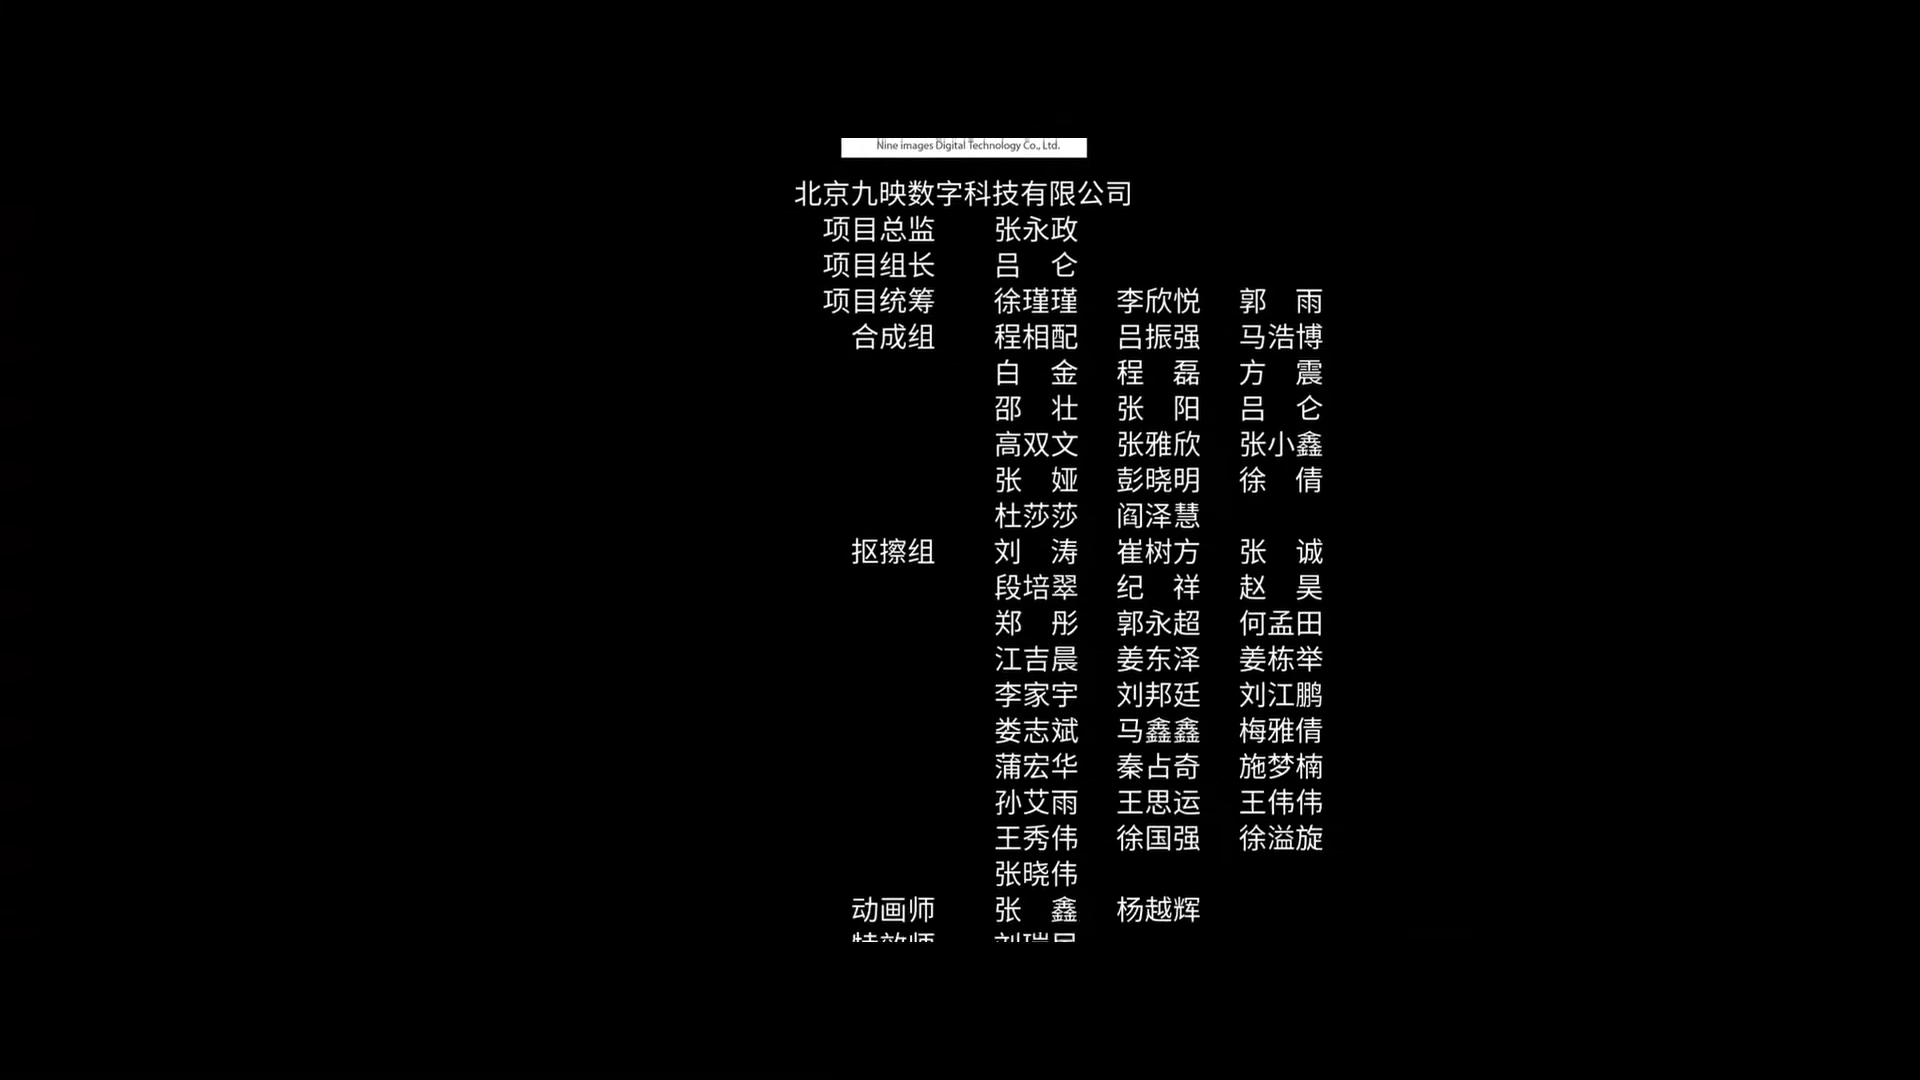 Nine images Digital Technology Co., Ltd.
北京九映数字科技有限公司
项目总监 张永政
项目组长 吕 仑
项目统筹 徐瑾瑾 李欣悦 郭 雨
合成组 程相配 吕振强 马浩博
白 金 程 磊 方 震
邵 壮 张 阳 吕 仑
高双文 张雅欣 张小鑫
张 娅 彭晓明 徐 倩
杜莎莎 阎泽慧
抠擦组 刘 涛 崔树方 张 诚
段培翠 纪 祥 赵 昊
郑 彤 郭永超 何孟田
江吉晨 姜东泽 姜栋举
李家宇 刘邦廷 刘江鹏
娄志斌 马鑫鑫 梅雅倩
蒲宏华 秦占奇 施梦楠
孙艾雨 王思运 王伟伟
王秀伟 徐国强 徐溢旋
张晓伟
动画师 张 鑫 杨越辉
特效师